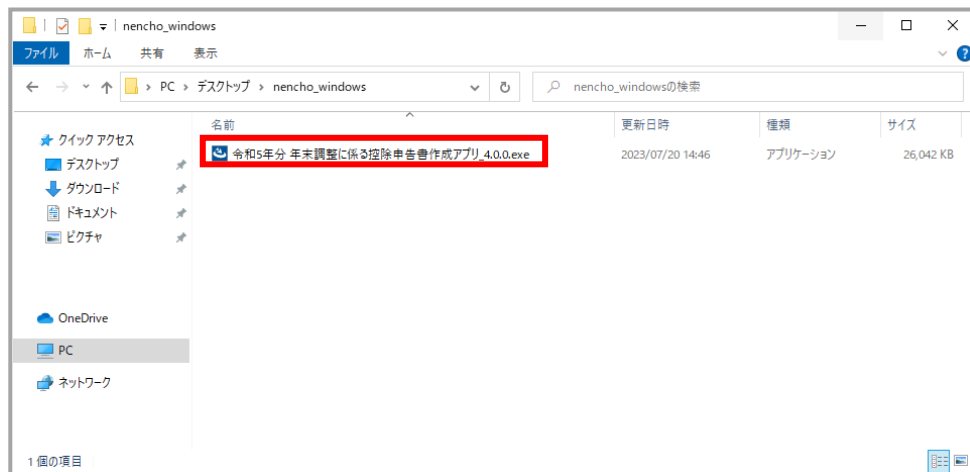 nencho_windows
ファイル ホーム 共有 表示
PC デスクトップ nencho_windows nencho_windowsの検索
名前 更新日時 種類 サイズ
クイック アクセス
令和5年分 年末調整に係る控除申告書作成アプリ_4.0.0.exe 2023/07/20 14:46 アプリケーション 26,042 KB
デスクトップ
ダウンロード
ドキュメント
ピクチャ
OneDrive
PC
ネットワーク
1 個の項目